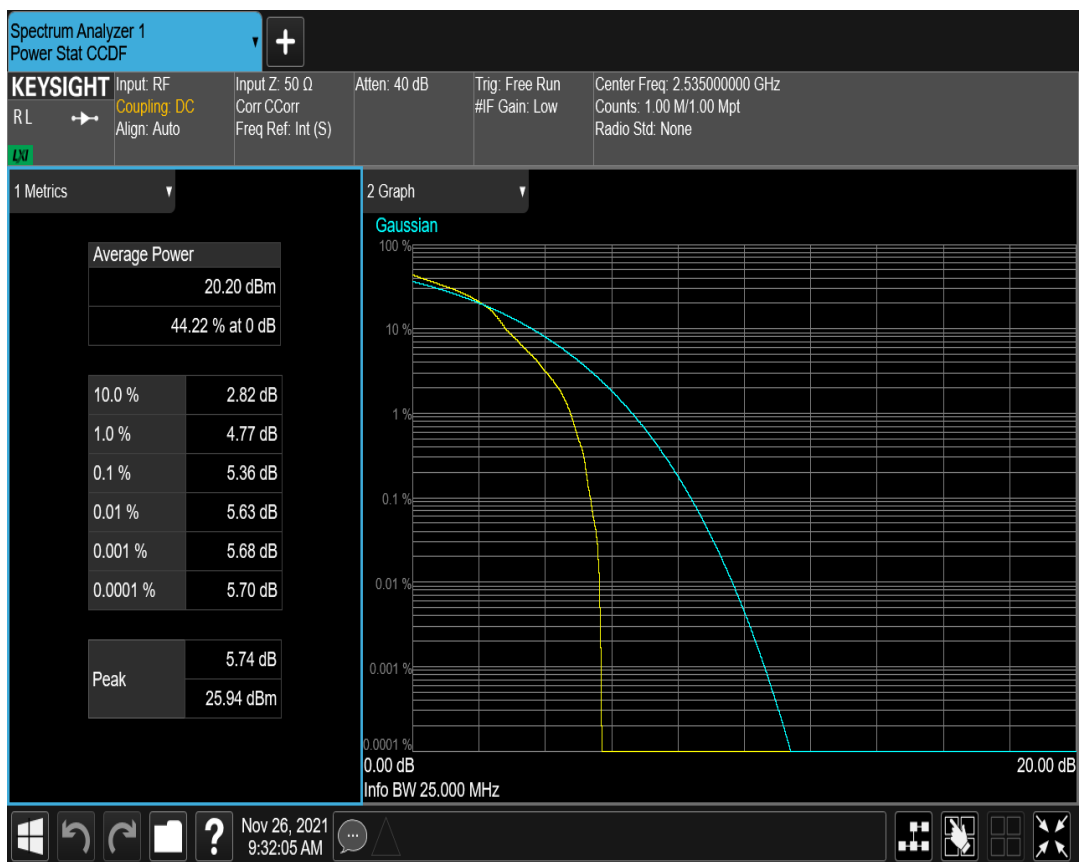 Spectrum Analyzer 1
Power Stat CCDF
KEYSIGHT
RL
LXI
Input: RF
Coupling: DC
Align: Auto
Input Z: 50 Ω
Corr CCorr
Freq Ref: Int (S)
Atten: 40 dB
Trig: Free Run
#IF Gain: Low
Center Freq: 2.535000000 GHz
Counts: 1.00 M/1.00 Mpt
Radio Std: None
1 Metrics
Average Power
20.20 dBm
44.22 % at 0 dB
10.0 % 2.82 dB
1.0 % 4.77 dB
0.1 % 5.36 dB
0.01 % 5.63 dB
0.001 % 5.68 dB
0.0001 % 5.70 dB
Peak
5.74 dB
25.94 dBm
2 Graph
Gaussian
100 %
10 %
1 %
0.1 %
0.01 %
0.001 %
0.0001 %
0.00 dB 20.00 dB
Info BW 25.000 MHz
Nov 26, 2021
9:32:05 AM